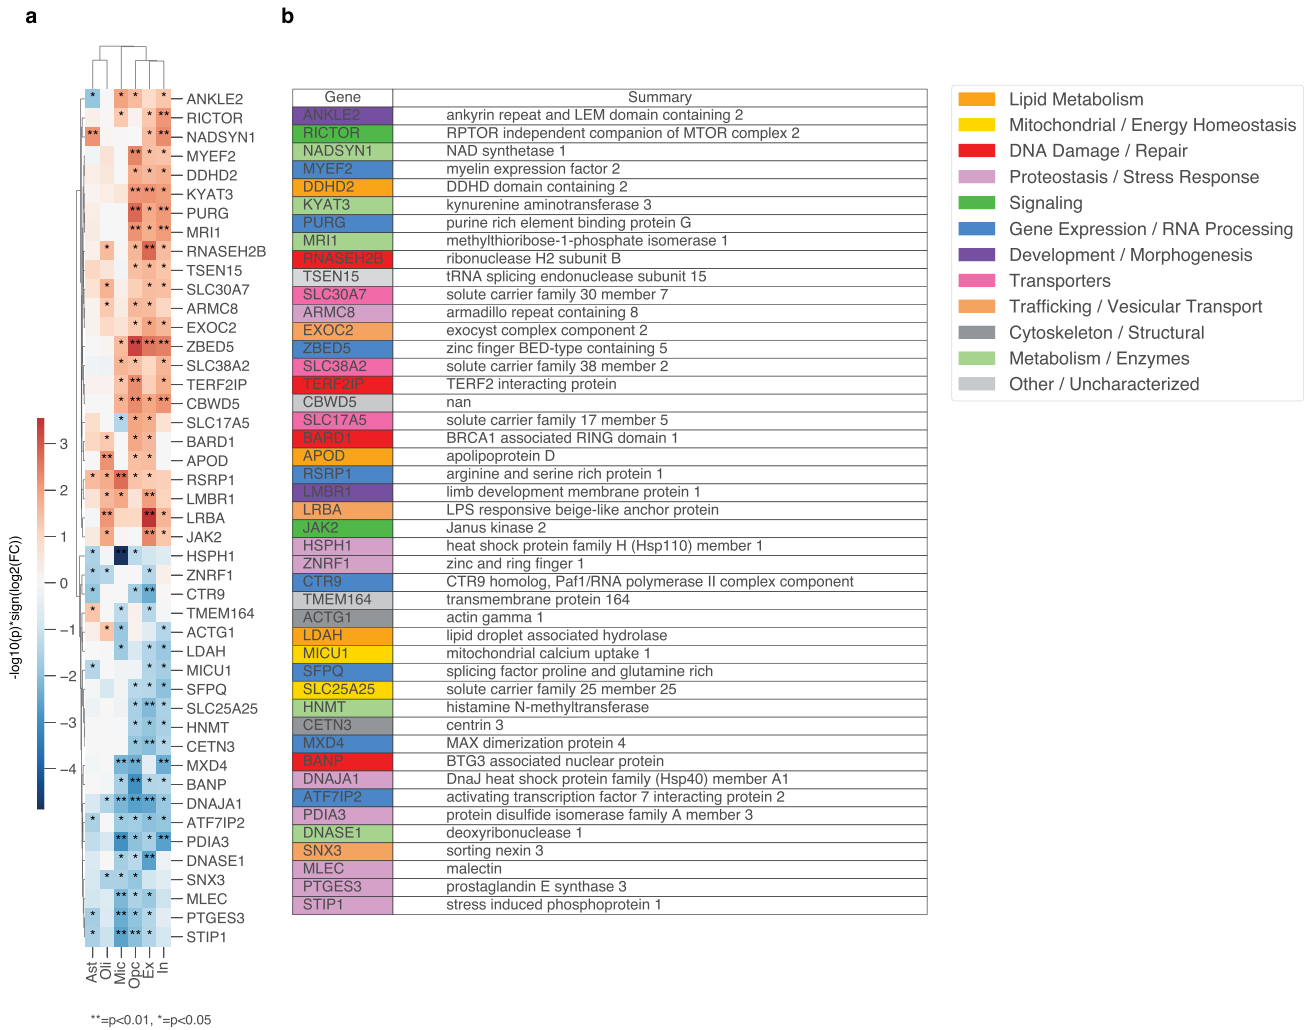 a
b
ANKLE2
RICTOR
NADSYN1
MYEF2
DDHD2
KYAT3
PURG
MRI1
RNASEH2B
TSEN15
SLC30A7
ARMC8
EXOC2
ZBED5
SLC38A2
TERF2IP
CBWD5
SLC17A5
BARD1
APOD
RSRP1
LMBR1
LRBA
JAK2
HSPH1
ZNRF1
CTR9
TMEM164
ACTG1
LDAH
MICU1
SFPQ
SLC25A25
HNMT
CETN3
MXD4
BANP
DNAJA1
ATF7IP2
PDIA3
DNASE1
SNX3
MLEC
PTGES3
STIP1
3
2
1
0
−1
−2
−3
−4
-log10(p)*sign(log2(FC))
Ast Oli Mic Opc Ex In
**=p<0.01, *=p<0.05
Gene Summary
ANKLE2 ankyrin repeat and LEM domain containing 2
RICTOR RPTOR independent companion of MTOR complex 2
NADSYN1 NAD synthetase 1
MYEF2 myelin expression factor 2
DDHD2 DDHD domain containing 2
KYAT3 kynurenine aminotransferase 3
PURG purine rich element binding protein G
MRI1 methylthioribose-1-phosphate isomerase 1
RNASEH2B ribonuclease H2 subunit B
TSEN15 tRNA splicing endonuclease subunit 15
SLC30A7 solute carrier family 30 member 7
ARMC8 armadillo repeat containing 8
EXOC2 exocyst complex component 2
ZBED5 zinc finger BED-type containing 5
SLC38A2 solute carrier family 38 member 2
TERF2IP TERF2 interacting protein
CBWD5 nan
SLC17A5 solute carrier family 17 member 5
BARD1 BRCA1 associated RING domain 1
APOD apolipoprotein D
RSRP1 arginine and serine rich protein 1
LMBR1 limb development membrane protein 1
LRBA LPS responsive beige-like anchor protein
JAK2 Janus kinase 2
HSPH1 heat shock protein family H (Hsp110) member 1
ZNRF1 zinc and ring finger 1
CTR9 CTR9 homolog, Paf1/RNA polymerase II complex component
TMEM164 transmembrane protein 164
ACTG1 actin gamma 1
LDAH lipid droplet associated hydrolase
MICU1 mitochondrial calcium uptake 1
SFPQ splicing factor proline and glutamine rich
SLC25A25 solute carrier family 25 member 25
HNMT histamine N-methyltransferase
CETN3 centrin 3
MXD4 MAX dimerization protein 4
BANP BTG3 associated nuclear protein
DNAJA1 DnaJ heat shock protein family (Hsp40) member A1
ATF7IP2 activating transcription factor 7 interacting protein 2
PDIA3 protein disulfide isomerase family A member 3
DNASE1 deoxyribonuclease 1
SNX3 sorting nexin 3
MLEC malectin
PTGES3 prostaglandin E synthase 3
STIP1 stress induced phosphoprotein 1
Lipid Metabolism
Mitochondrial / Energy Homeostasis
DNA Damage / Repair
Proteostasis / Stress Response
Signaling
Gene Expression / RNA Processing
Development / Morphogenesis
Transporters
Trafficking / Vesicular Transport
Cytoskeleton / Structural
Metabolism / Enzymes
Other / Uncharacterized